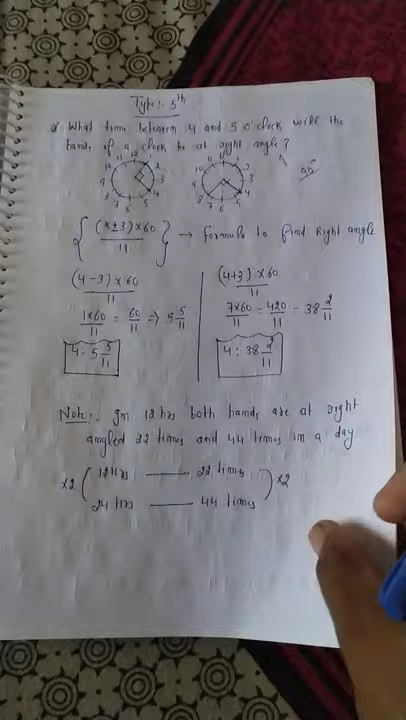 Type:- 5th
Q What time between 4 and 5 O'clock will the
hands of a clock be at right angle?
90°
{ (x±3)×60 / 11 } → formula to find Right angle
(4-3)×60 / 11
1×60 / 11 = 60 / 11 => 5 5/11
4 : 5 5/11
(4+3)×60 / 11
7×60 / 11 = 420 / 11 = 38 2/11
4 : 38 2/11
Note:- In 12 hrs both hands are at right
angled 22 times and 44 times in a day
×2 ( 12 Hrs —— 22 times ) ×2
24 Hrs —— 44 times